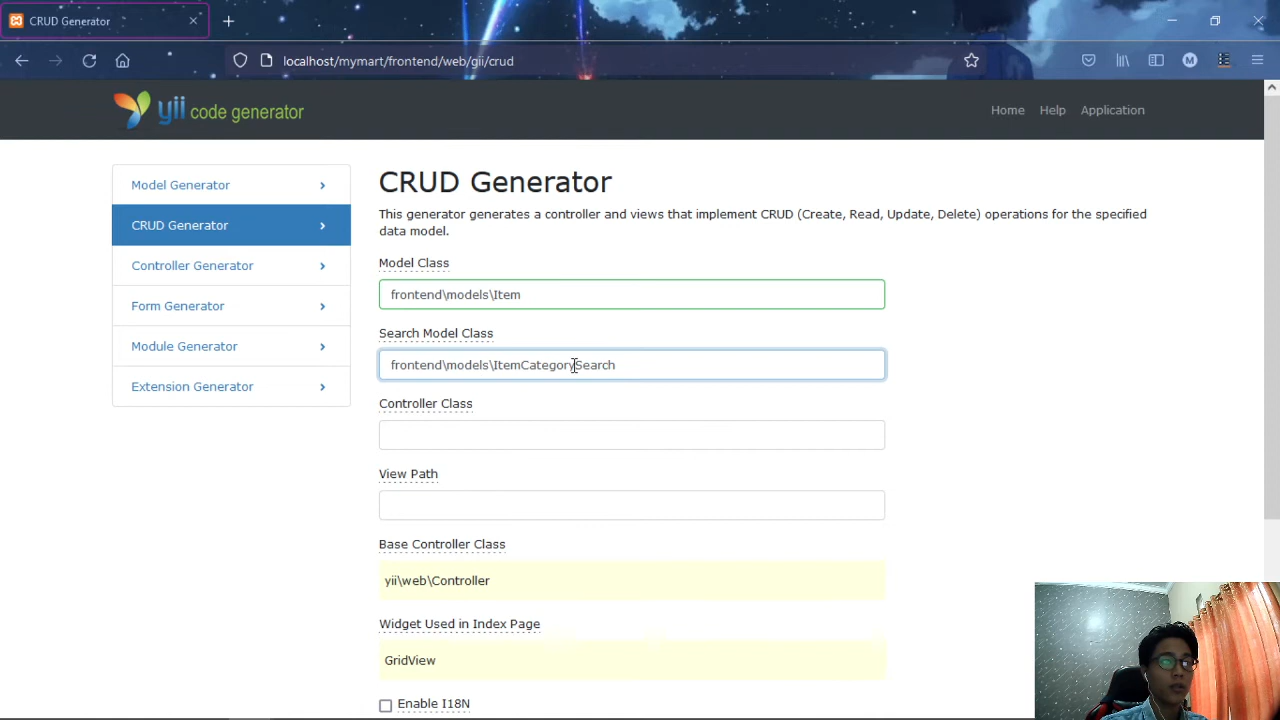 CRUD Generator
localhost/mymart/frontend/web/gii/crud
M
yii code generator
Home Help Application
Model Generator
CRUD Generator
Controller Generator
Form Generator
Module Generator
Extension Generator
CRUD Generator
This generator generates a controller and views that implement CRUD (Create, Read, Update, Delete) operations for the specified
data model.
Model Class
frontend\models\Item
Search Model Class
frontend\models\ItemCategorySearch
Controller Class
View Path
Base Controller Class
yii\web\Controller
Widget Used in Index Page
GridView
Enable I18N